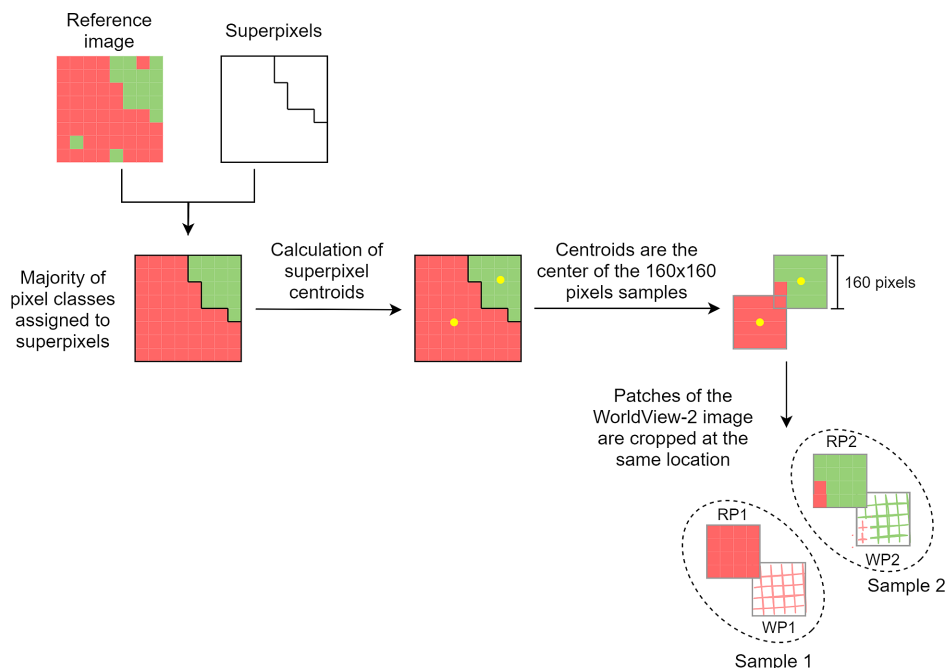 Reference
image
Superpixels
Majority of
pixel classes
assigned to
superpixels
Calculation of
superpixel
centroids
Centroids are the
center of the 160x160
pixels samples
160 pixels
Patches of the
WorldView-2 image
are cropped at the
same location
RP2
WP2
Sample 2
RP1
WP1
Sample 1